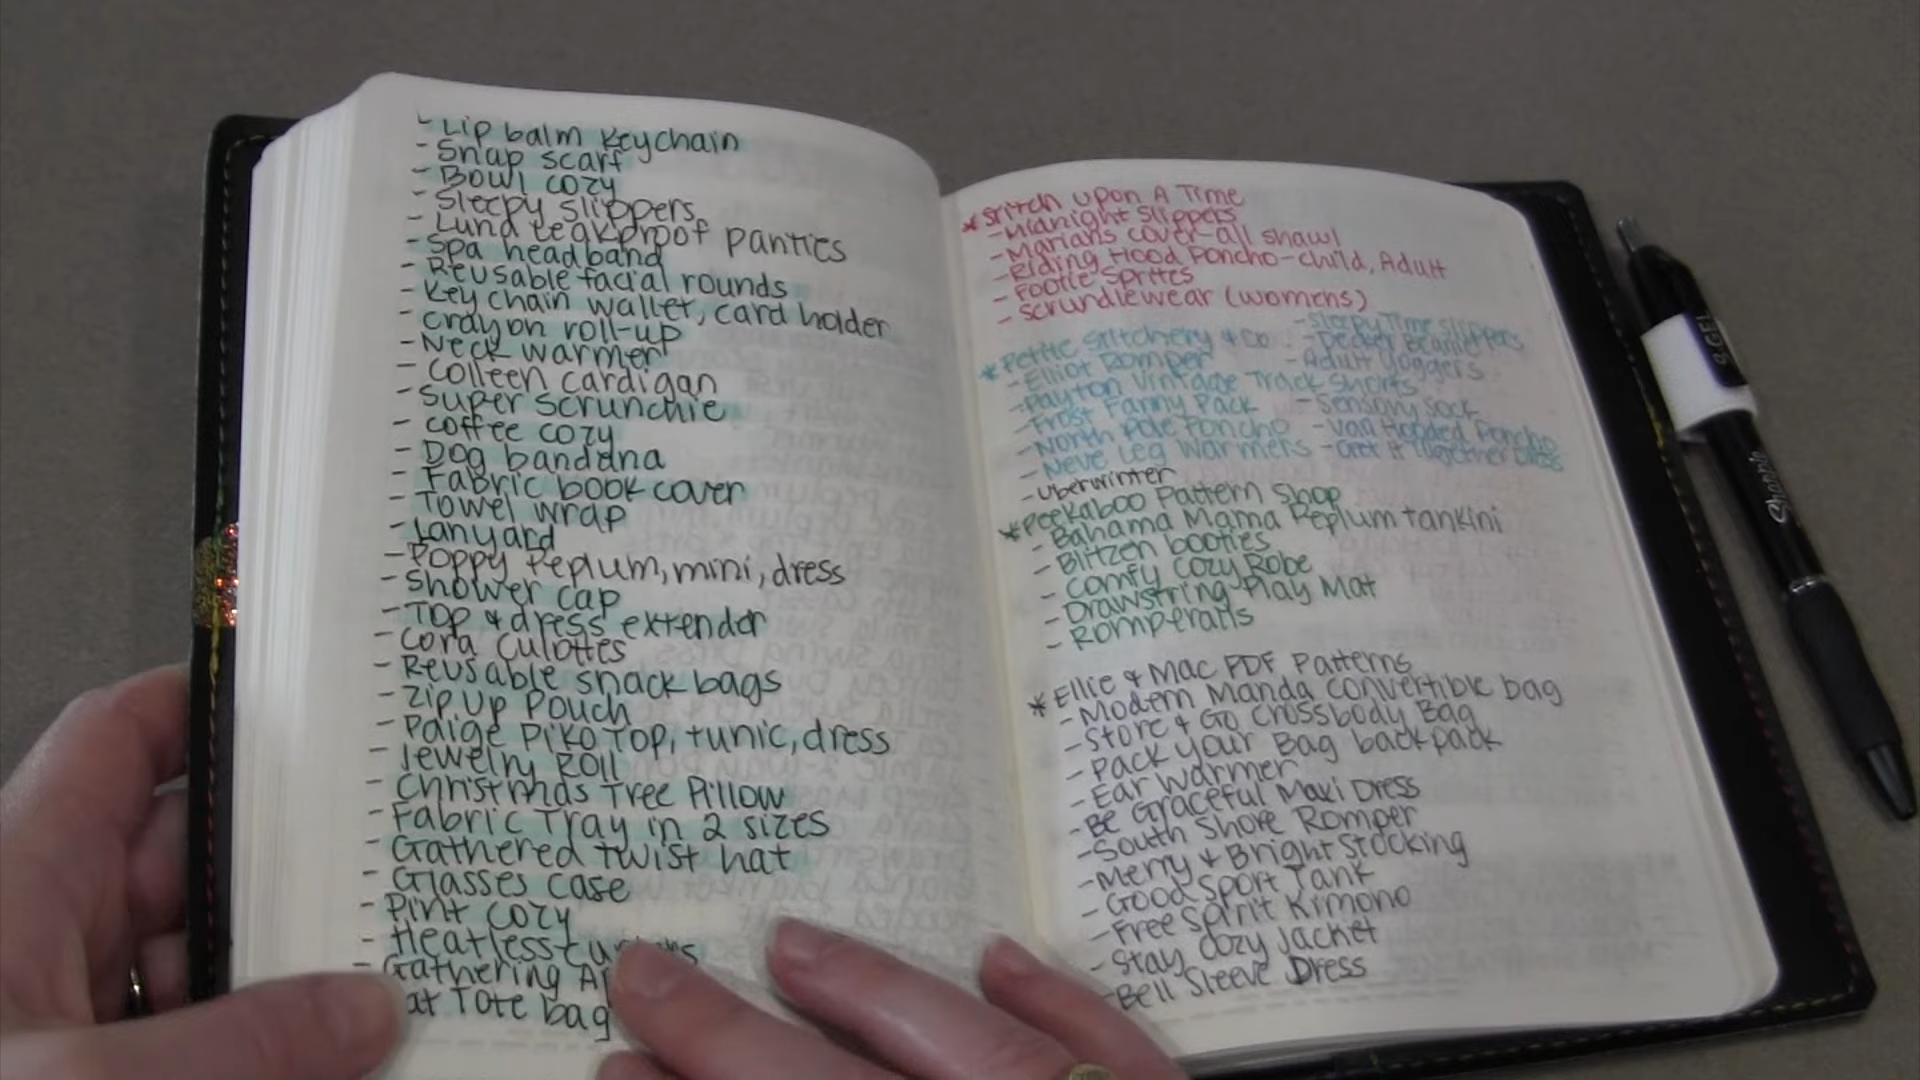 - Lip balm keychain
- Snap scarf
- Bowl cozy
- Sleepy slippers
- Luna leakproof panties
- Spa headband
- Reusable facial rounds
- Keychain wallet, card holder
- crayon roll-up
- Neck warmer
- Colleen cardigan
- Super scrunchie
- coffee cozy
- Dog bandana
- Fabric book cover
- Towel wrap
- Lanyard
- Poppy Peplum, mini, dress
- Shower cap
- Top & dress extender
- Cora Culottes
- Reusable snack bags
- Zip Up Pouch
- Paige Piko Top, tunic, dress
- Jewelry Roll
- Christmas Tree Pillow
- Fabric Tray in 2 sizes
- Gathered twist hat
- Glasses case
- Pint cozy
- Heatless
- Gathering
Tote bag
* Stitch Upon A Time
- Midnight Slippers
- Marians cover-all shawl
- Riding Hood Poncho - child, Adult
- Footie Sprites
- Scrundlewear (womens)
* Petite Stitchery & Co
- Elliot Romper
- Payton Vintage Track Shorts
- Frost Fanny Pack
- North Pole Poncho
- Neve Leg Warmers
- Sleepy Time Slippers
- Decker
- Adult Joggers
- Sensory Sock
- Hooded Poncho
- Get it Together
- Uberwinter
* Peekaboo Pattern Shop
- Bahama Mama Peplum tankini
- Blitzen booties
- Comfy Cozy Robe
- Drawstring Play Mat
- Romperalls
* Ellie & Mac PDF Patterns
- Modern Manda convertible bag
- Store & Go Crossbody Bag
- Pack your Bag backpack
- Ear Warmer
- Be Graceful Maxi Dress
- South Shore Romper
- Merry & Bright Stocking
- Good Sport Tank
- Free Spirit Kimono
- Stay Cozy Jacket
- Bell Sleeve Dress
S.GEL
Sharpie